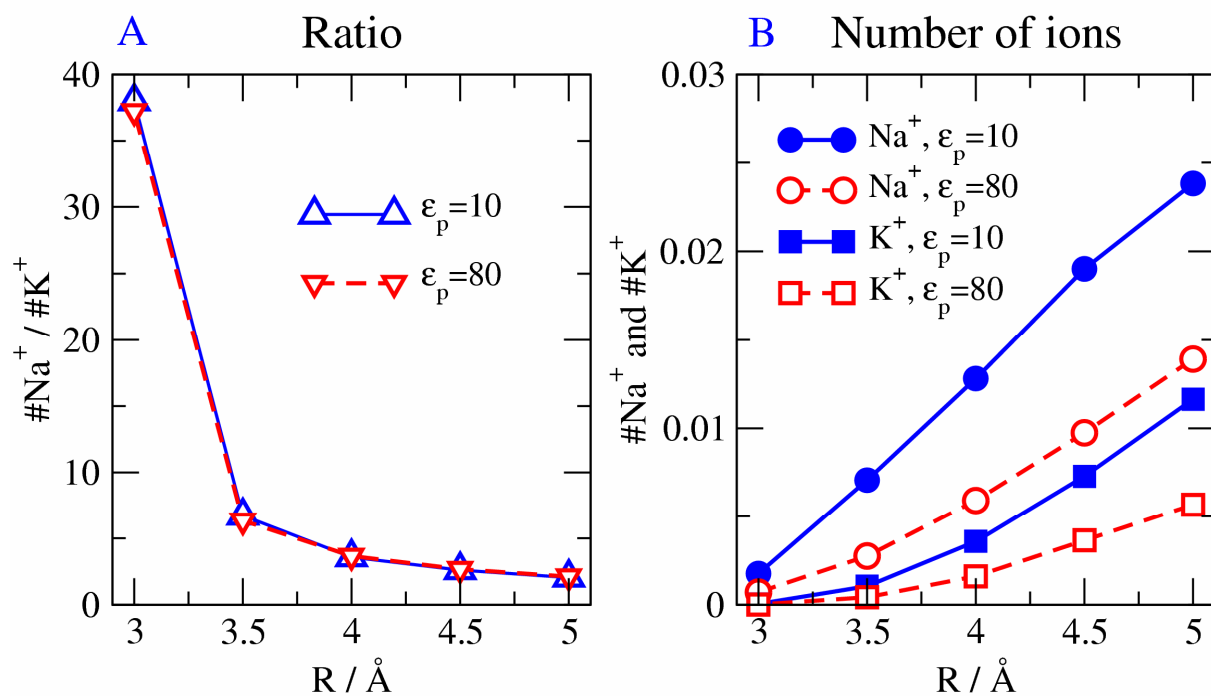 A Ratio
40
30
20
10
0
#Na⁺ / #K⁺
εₚ=10
εₚ=80
3 3.5 4 4.5 5
R / Å
B Number of ions
0.03
0.02
0.01
0
#Na⁺ and #K⁺
Na⁺, εₚ=10
Na⁺, εₚ=80
K⁺, εₚ=10
K⁺, εₚ=80
3 3.5 4 4.5 5
R / Å